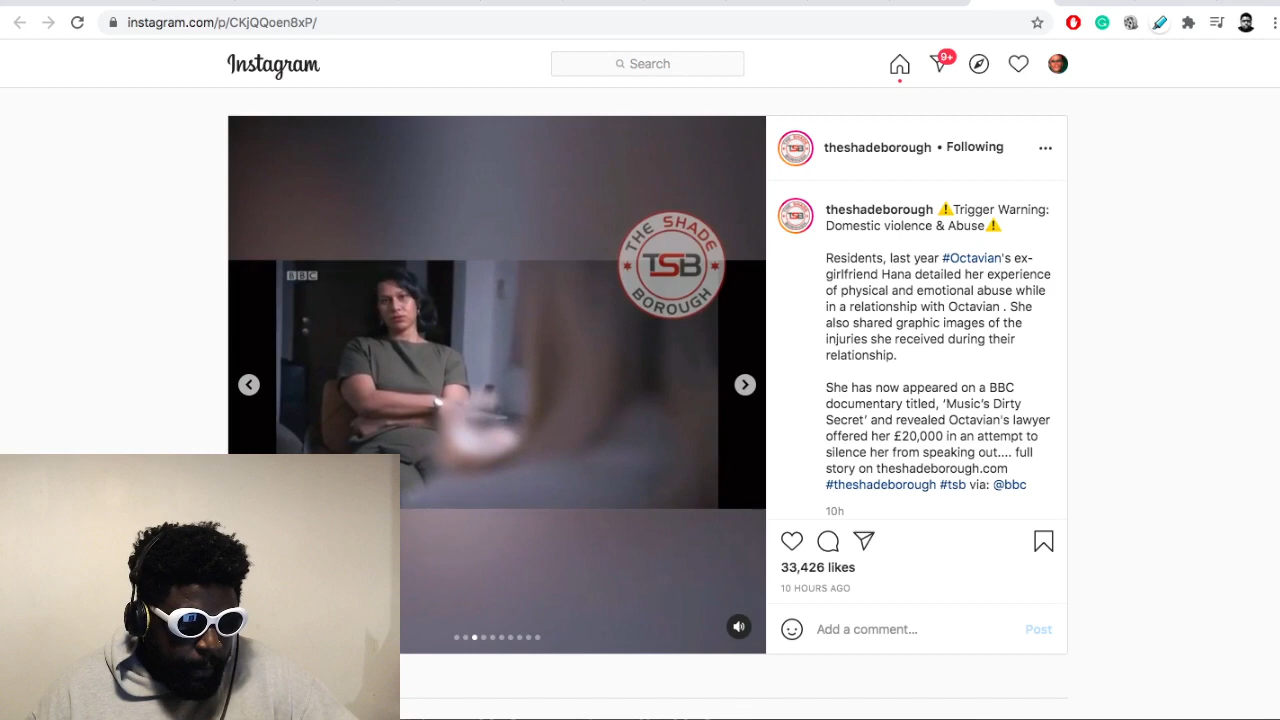 instagram.com/p/CKjQQoen8xP/
Instagram
Search
9+
theshadeborough • Following
theshadeborough ⚠️Trigger Warning:
Domestic violence & Abuse⚠️
Residents, last year #Octavian's ex-
girlfriend Hana detailed her experience
of physical and emotional abuse while
in a relationship with Octavian . She
also shared graphic images of the
injuries she received during their
relationship.
She has now appeared on a BBC
documentary titled, ‘Music’s Dirty
Secret’ and revealed Octavian's lawyer
offered her £20,000 in an attempt to
silence her from speaking out.... full
story on theshadeborough.com
#theshadeborough #tsb via: @bbc
10h
33,426 likes
10 HOURS AGO
Add a comment...
Post
THE SHADE
TSB
BOROUGH
BBC